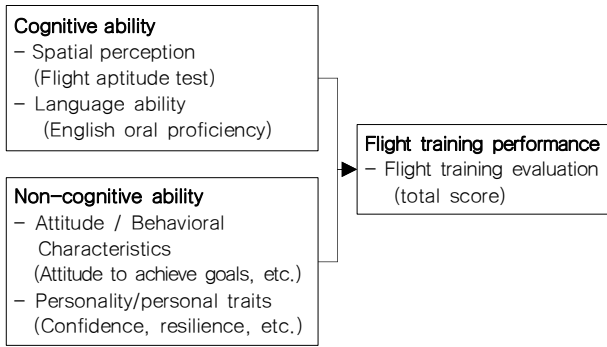 Cognitive ability
- Spatial perception
(Flight aptitude test)
- Language ability
(English oral proficiency)
Non-cognitive ability
- Attitude / Behavioral
Characteristics
(Attitude to achieve goals, etc.)
- Personality/personal traits
(Confidence, resilience, etc.)
Flight training performance
- Flight training evaluation
(total score)